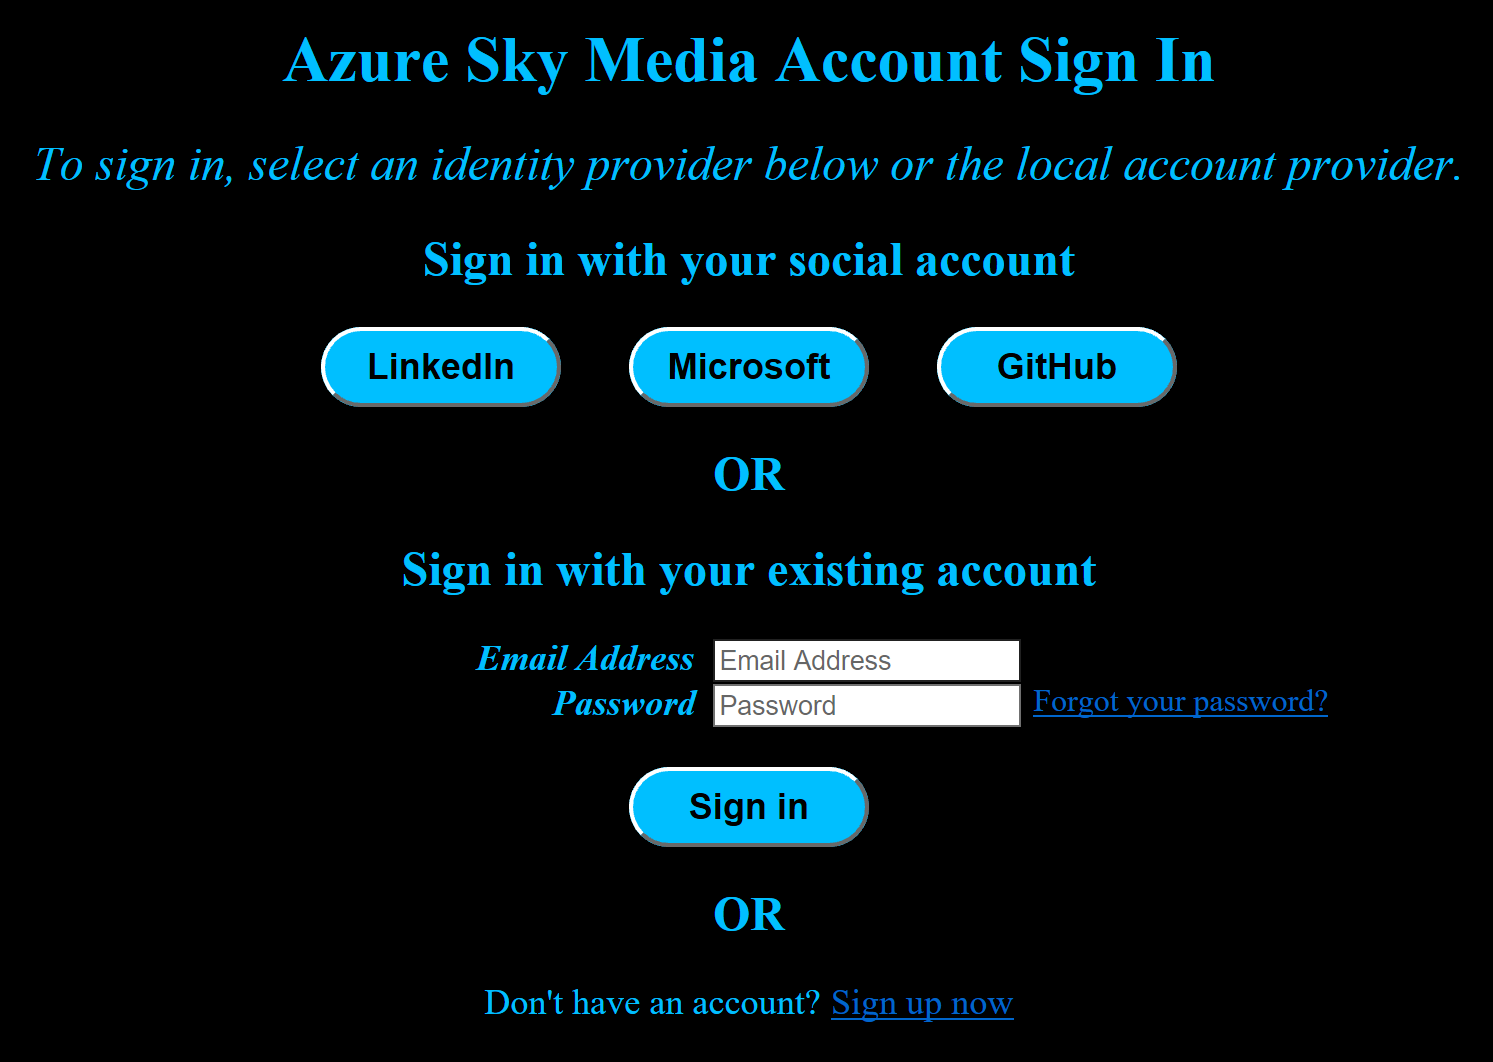 Azure Sky Media Account Sign In
To sign in, select an identity provider below or the local account provider.
Sign in with your social account
LinkedIn Microsoft GitHub
OR
Sign in with your existing account
Email Address Email Address
Password Password Forgot your password?
Sign in
OR
Don't have an account? Sign up now